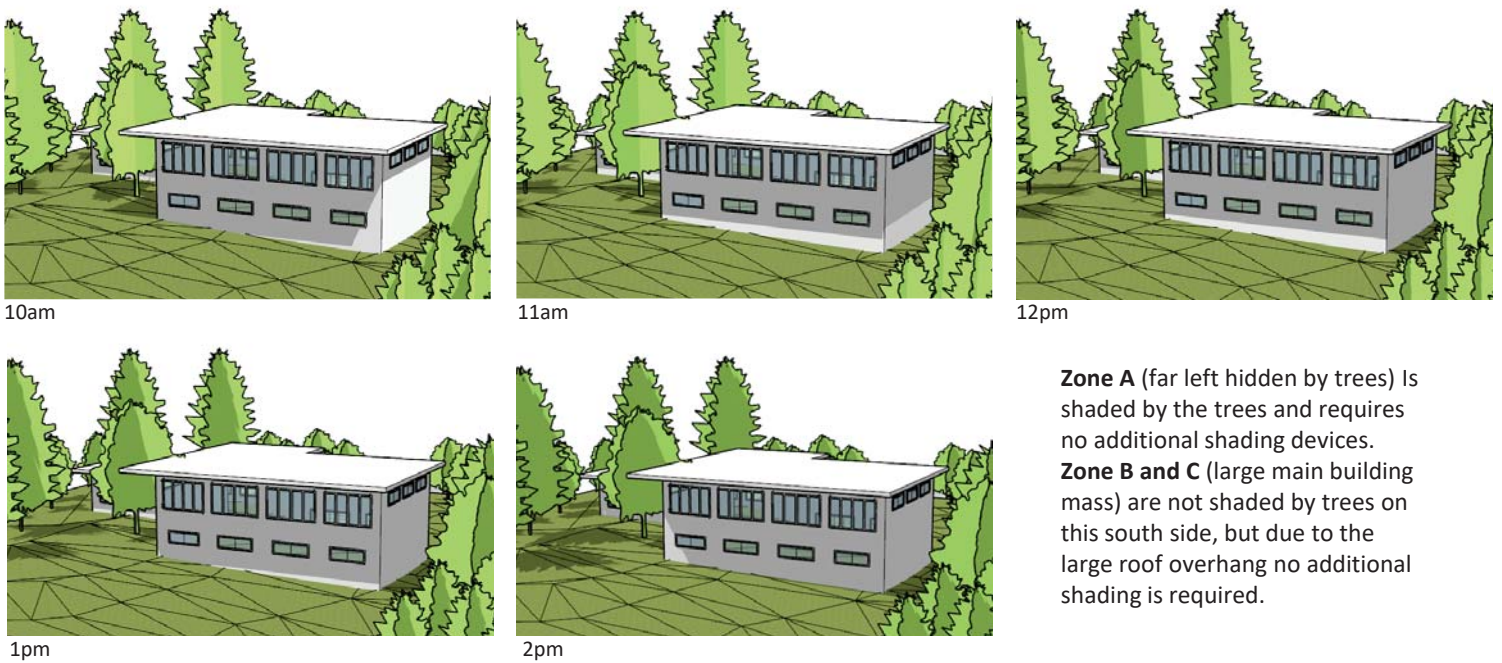 10am
11am
12pm
1pm
2pm
Zone A (far left hidden by trees) Is
shaded by the trees and requires
no additional shading devices.
Zone B and C (large main building
mass) are not shaded by trees on
this south side, but due to the
large roof overhang no additional
shading is required.